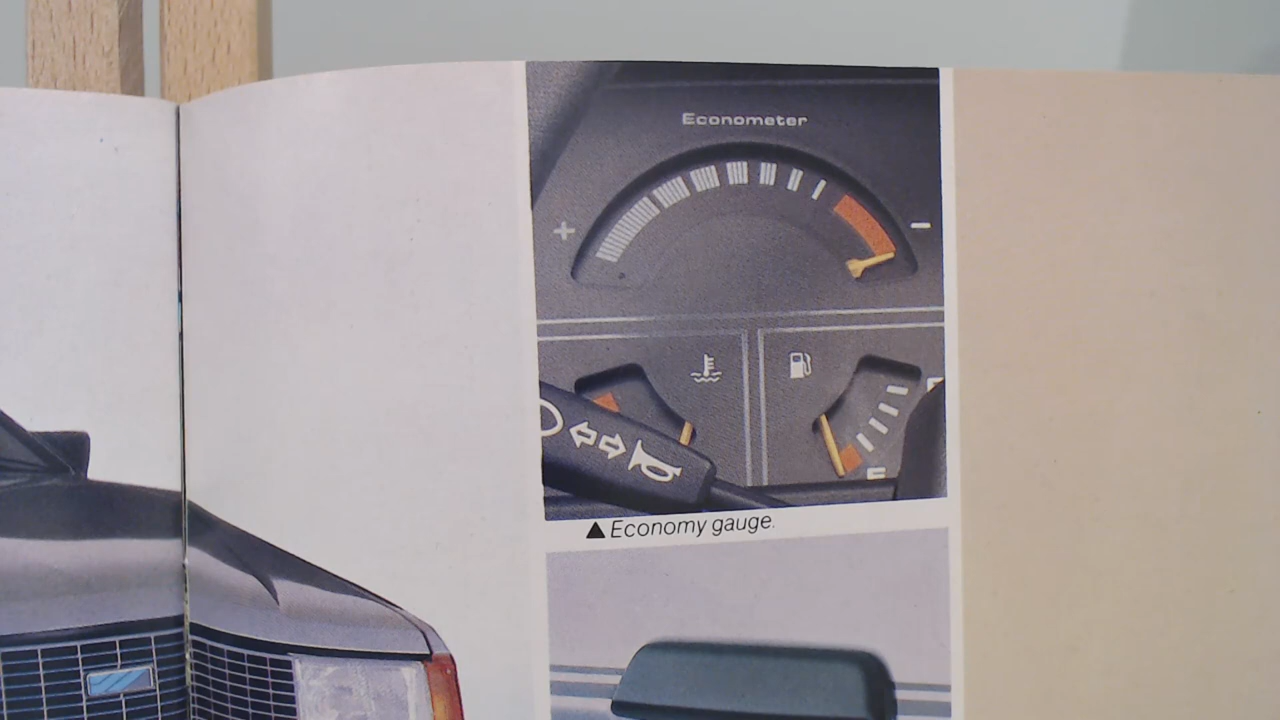 Econometer
+ -
E
▲ Economy gauge.